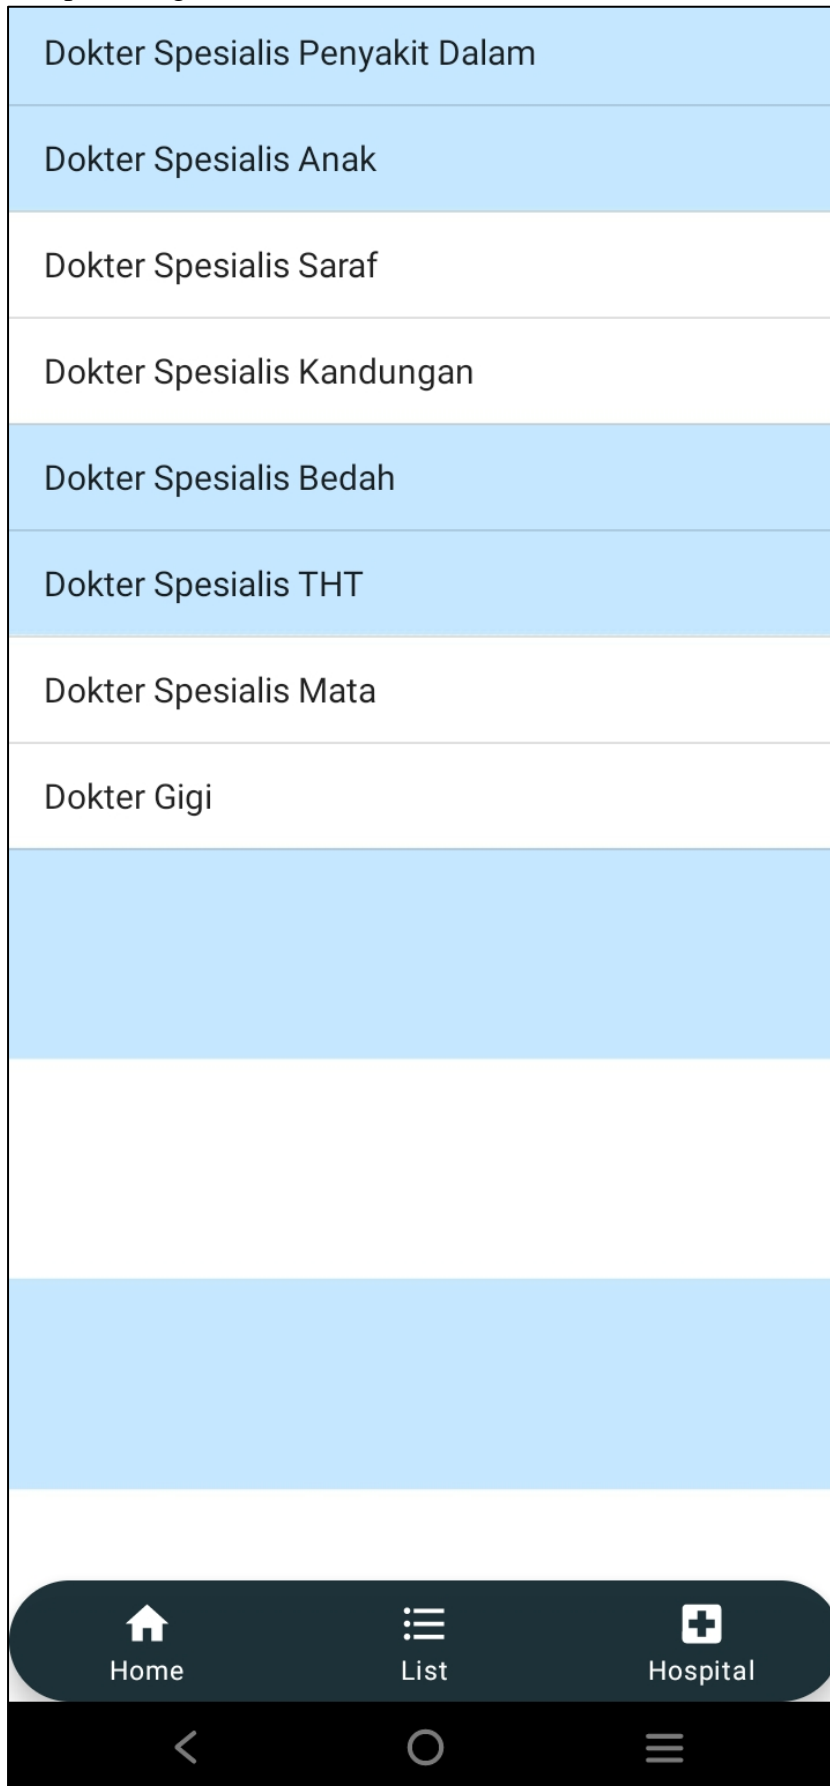 Dokter Spesialis Penyakit Dalam
Dokter Spesialis Anak
Dokter Spesialis Saraf
Dokter Spesialis Kandungan
Dokter Spesialis Bedah
Dokter Spesialis THT
Dokter Spesialis Mata
Dokter Gigi
Home List Hospital